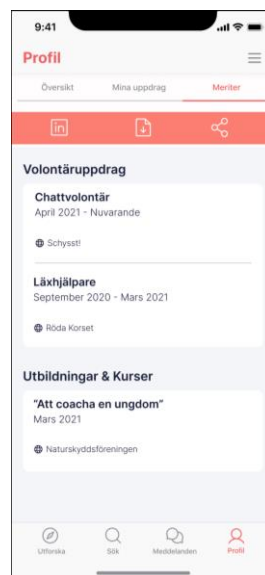 9:41
Profil
Översikt Mina uppdrag Meriter
in
Volontäruppdrag
Chattvolontär
April 2021 - Nuvarande
Schysst!
Läxhjälpare
September 2020 - Mars 2021
Röda Korset
Utbildningar & Kurser
"Att coacha en ungdom"
Mars 2021
Naturskyddsföreningen
Utforska Sök Meddelanden Profil